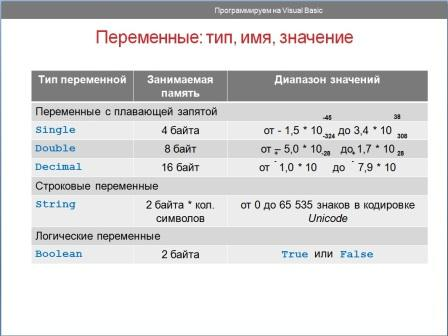 Программируем на Visual Basic
Переменные: тип, имя, значение
Тип переменной Занимаемая память Диапазон значений
Переменные с плавающей запятой
Single 4 байта от - 1,5 * 10 -45 до 3,4 * 10 38
Double 8 байт от – 5,0 * 10 -324 до 1,7 * 10 308
Decimal 16 байт от 1,0 * 10 -28 до 7,9 * 10 28
Строковые переменные
String 2 байта * кол. символов от 0 до 65 535 знаков в кодировке Unicode
Логические переменные
Boolean 2 байта True или False